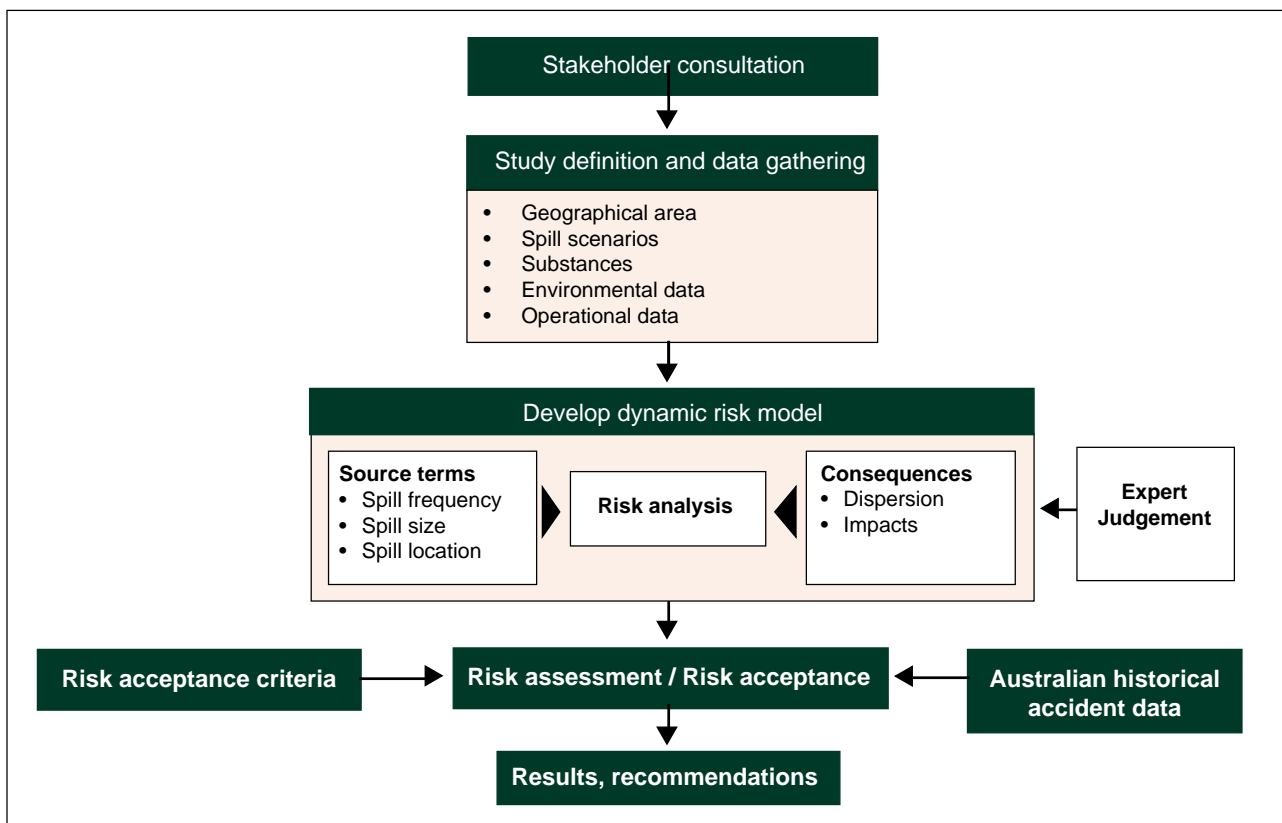 Stakeholder consultation
Study definition and data gathering
• Geographical area
• Spill scenarios
• Substances
• Environmental data
• Operational data
Develop dynamic risk model
Source terms
• Spill frequency
• Spill size
• Spill location
Risk analysis
Consequences
• Dispersion
• Impacts
Expert
Judgement
Risk acceptance criteria
Risk assessment / Risk acceptance
Australian historical
accident data
Results, recommendations